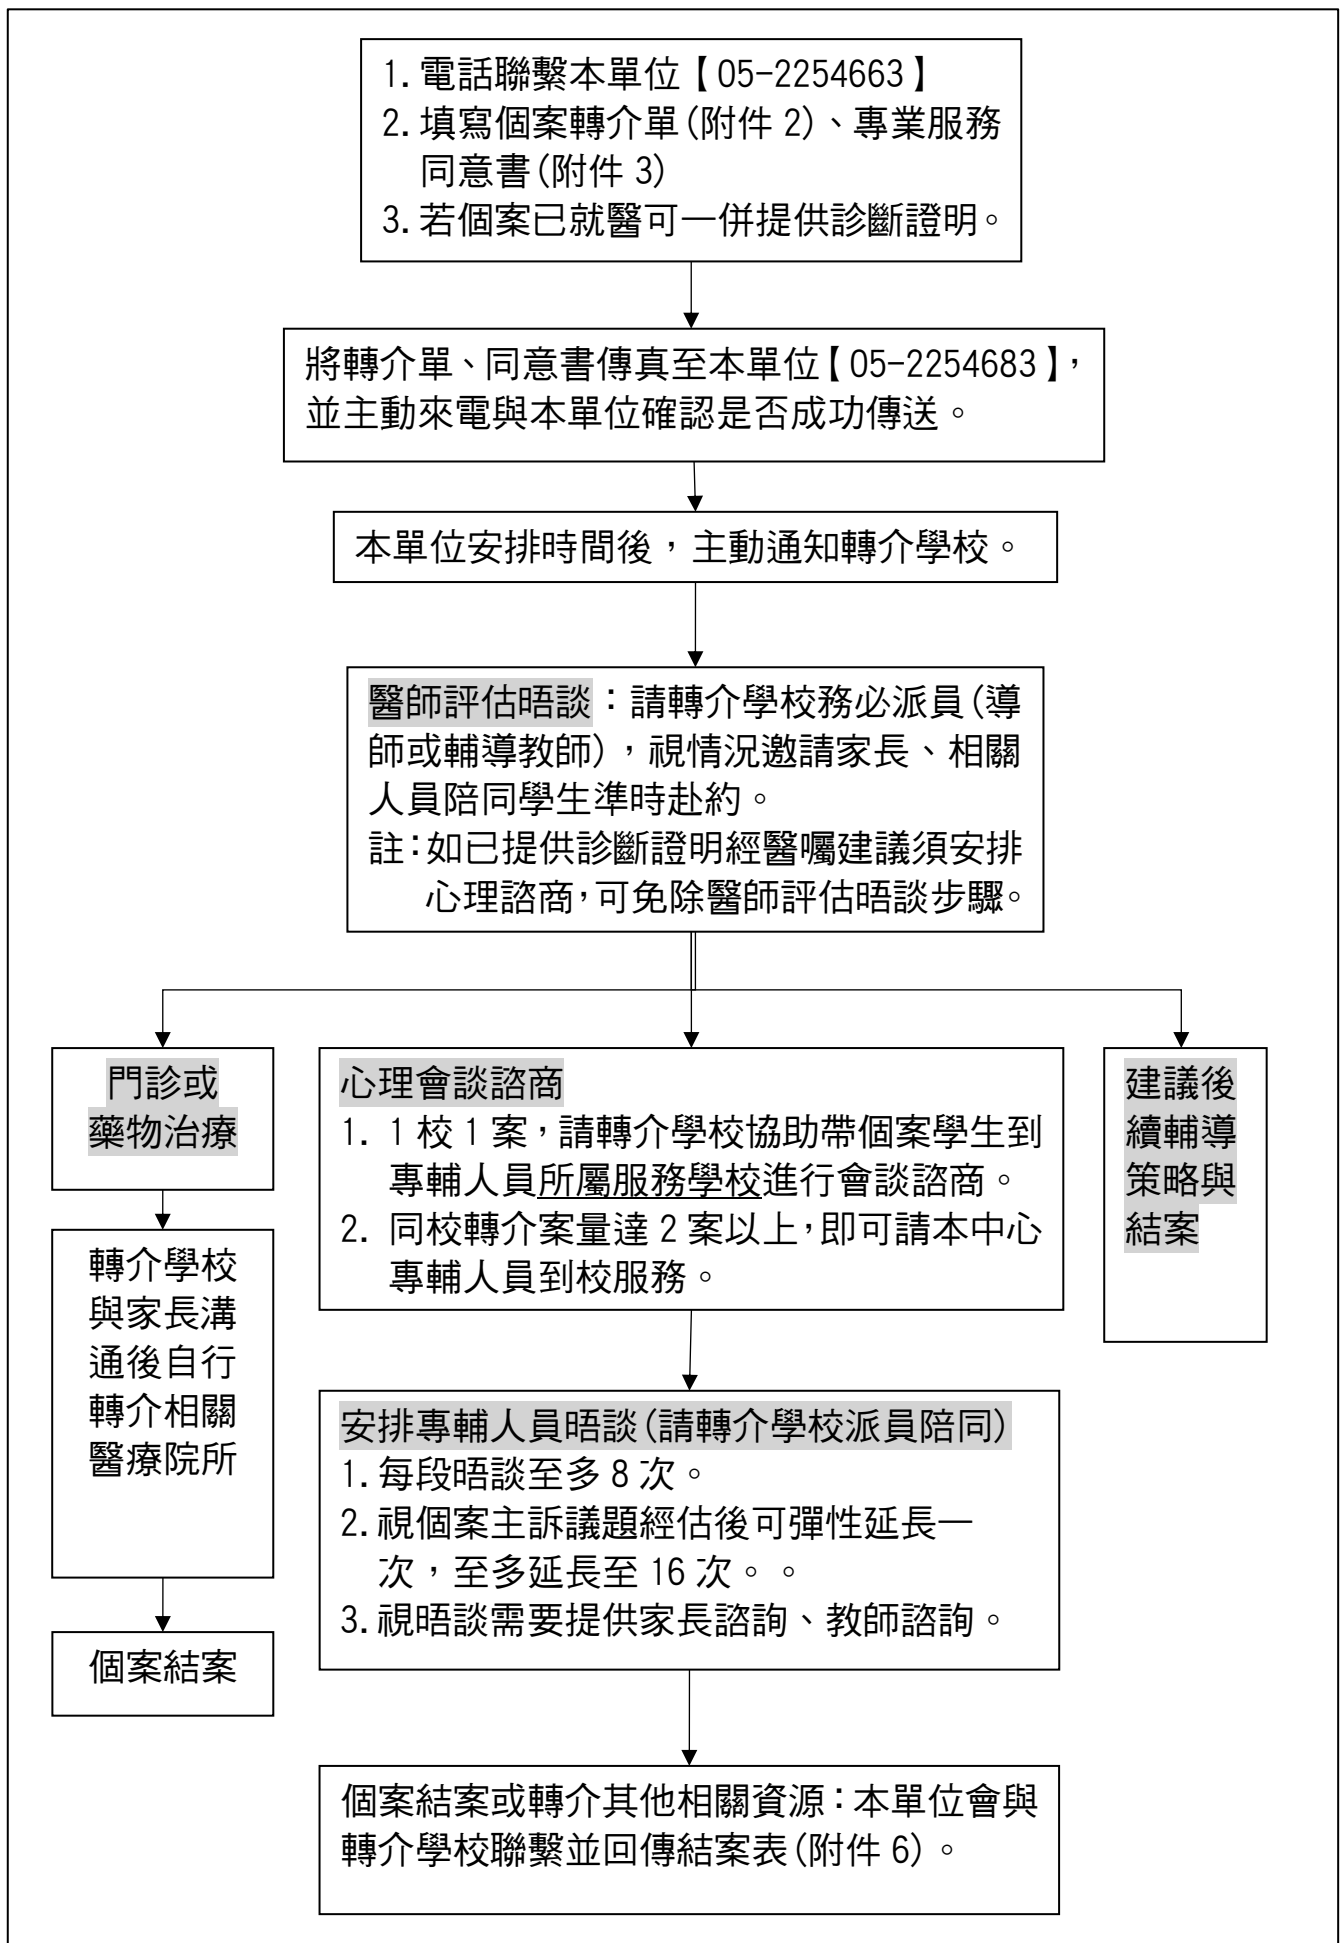 1.電話聯繫本單位【05-2254663】
2.填寫個案轉介單(附件 2)、專業服務
同意書(附件 3)
3.若個案已就醫可一併提供診斷證明。
將轉介單、同意書傳真至本單位【05-2254683】，
並主動來電與本單位確認是否成功傳送。
本單位安排時間後，主動通知轉介學校。
醫師評估晤談：請轉介學校務必派員(導
師或輔導教師)，視情況邀請家長、相關
人員陪同學生準時赴約。
註：如已提供診斷證明經醫囑建議須安排
心理諮商，可免除醫師評估晤談步驟。
門診或
藥物治療
轉介學校
與家長溝
通後自行
轉介相關
醫療院所
個案結案
心理會談諮商
1. 1 校 1 案，請轉介學校協助帶個案學生到
專輔人員所屬服務學校進行會談諮商。
2. 同校轉介案量達 2 案以上，即可請本中心
專輔人員到校服務。
安排專輔人員晤談(請轉介學校派員陪同)
1.每段晤談至多 8 次。
2.視個案主訴議題經估後可彈性延長一
次，至多延長至 16 次。。
3.視晤談需要提供家長諮詢、教師諮詢。
個案結案或轉介其他相關資源：本單位會與
轉介學校聯繫並回傳結案表(附件 6)。
建議後
續輔導
策略與
結案